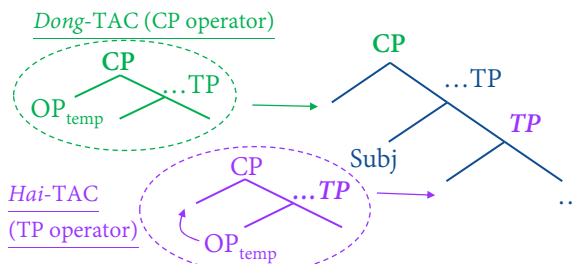 Dong-TAC (CP operator)
CP
…TP
OPtemp
CP
…TP
TP
Subj
Hai-TAC
(TP operator)
CP
…TP
OPtemp
…